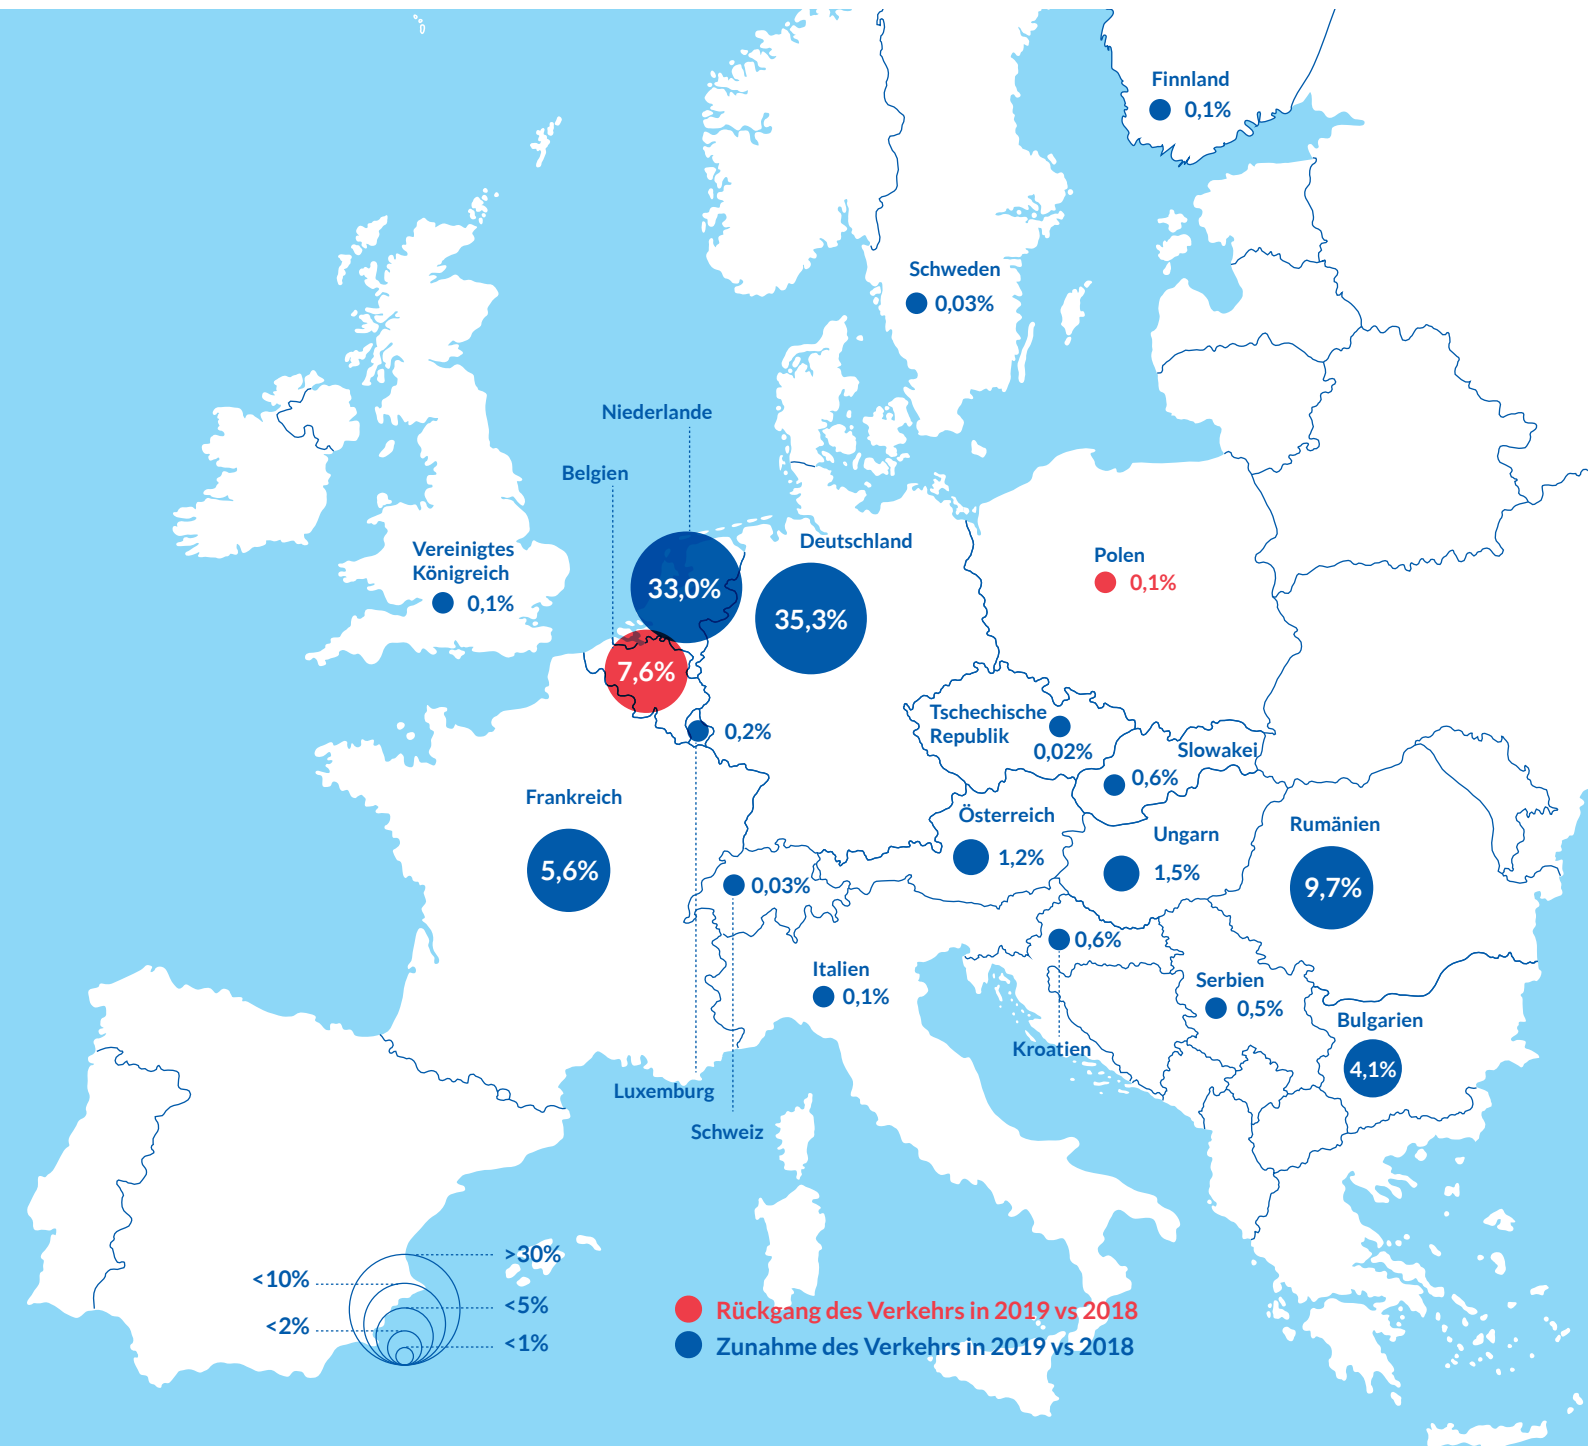 Finnland
0,1%
Schweden
0,03%
Niederlande
Belgien
Vereinigtes
Königreich
0,1%
33,0%
Deutschland
35,3%
Polen
0,1%
7,6%
0,2%
Tschechische
Republik
0,02%
Slowakei
0,6%
Frankreich
5,6%
Österreich
1,2%
Ungarn
1,5%
Rumänien
9,7%
0,03%
0,6%
Italien
0,1%
Serbien
0,5%
Bulgarien
4,1%
Kroatien
Luxemburg
Schweiz
>30%
<10%
<5%
<2%
<1%
Rückgang des Verkehrs in 2019 vs 2018
Zunahme des Verkehrs in 2019 vs 2018